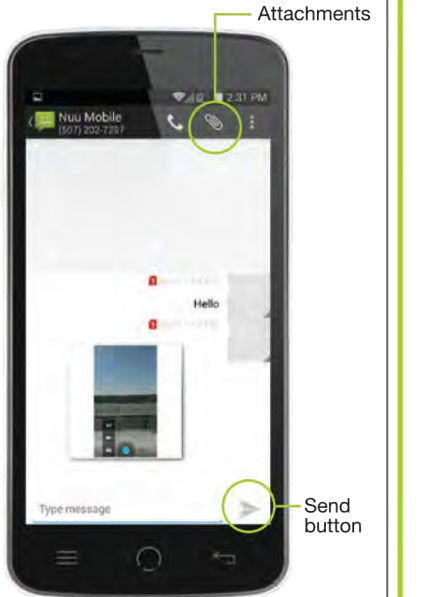 Attachments
2:31 PM
Nuu Mobile
(507) 202-7297
Hello
Type message
Send
button